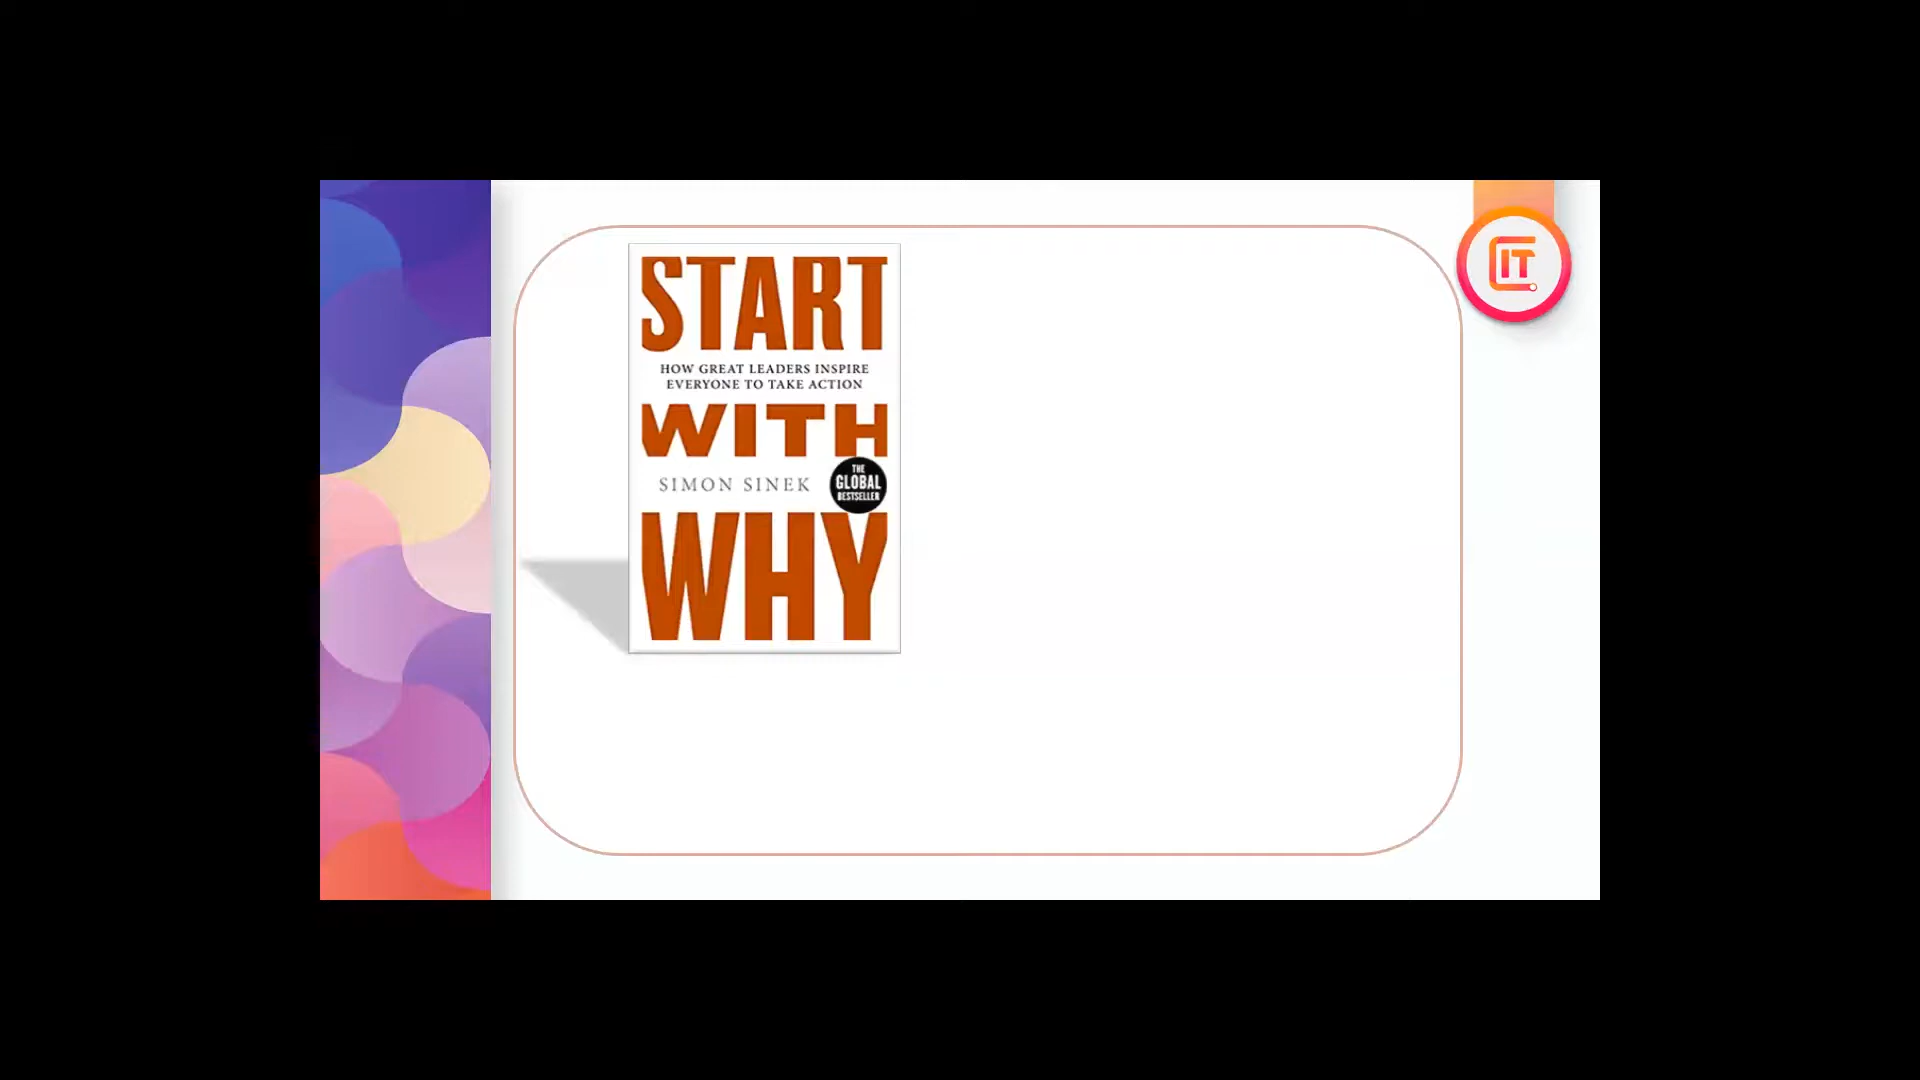 START
HOW GREAT LEADERS INSPIRE
EVERYONE TO TAKE ACTION
WITH
SIMON SINEK
THE
GLOBAL
BESTSELLER
WHY
IT